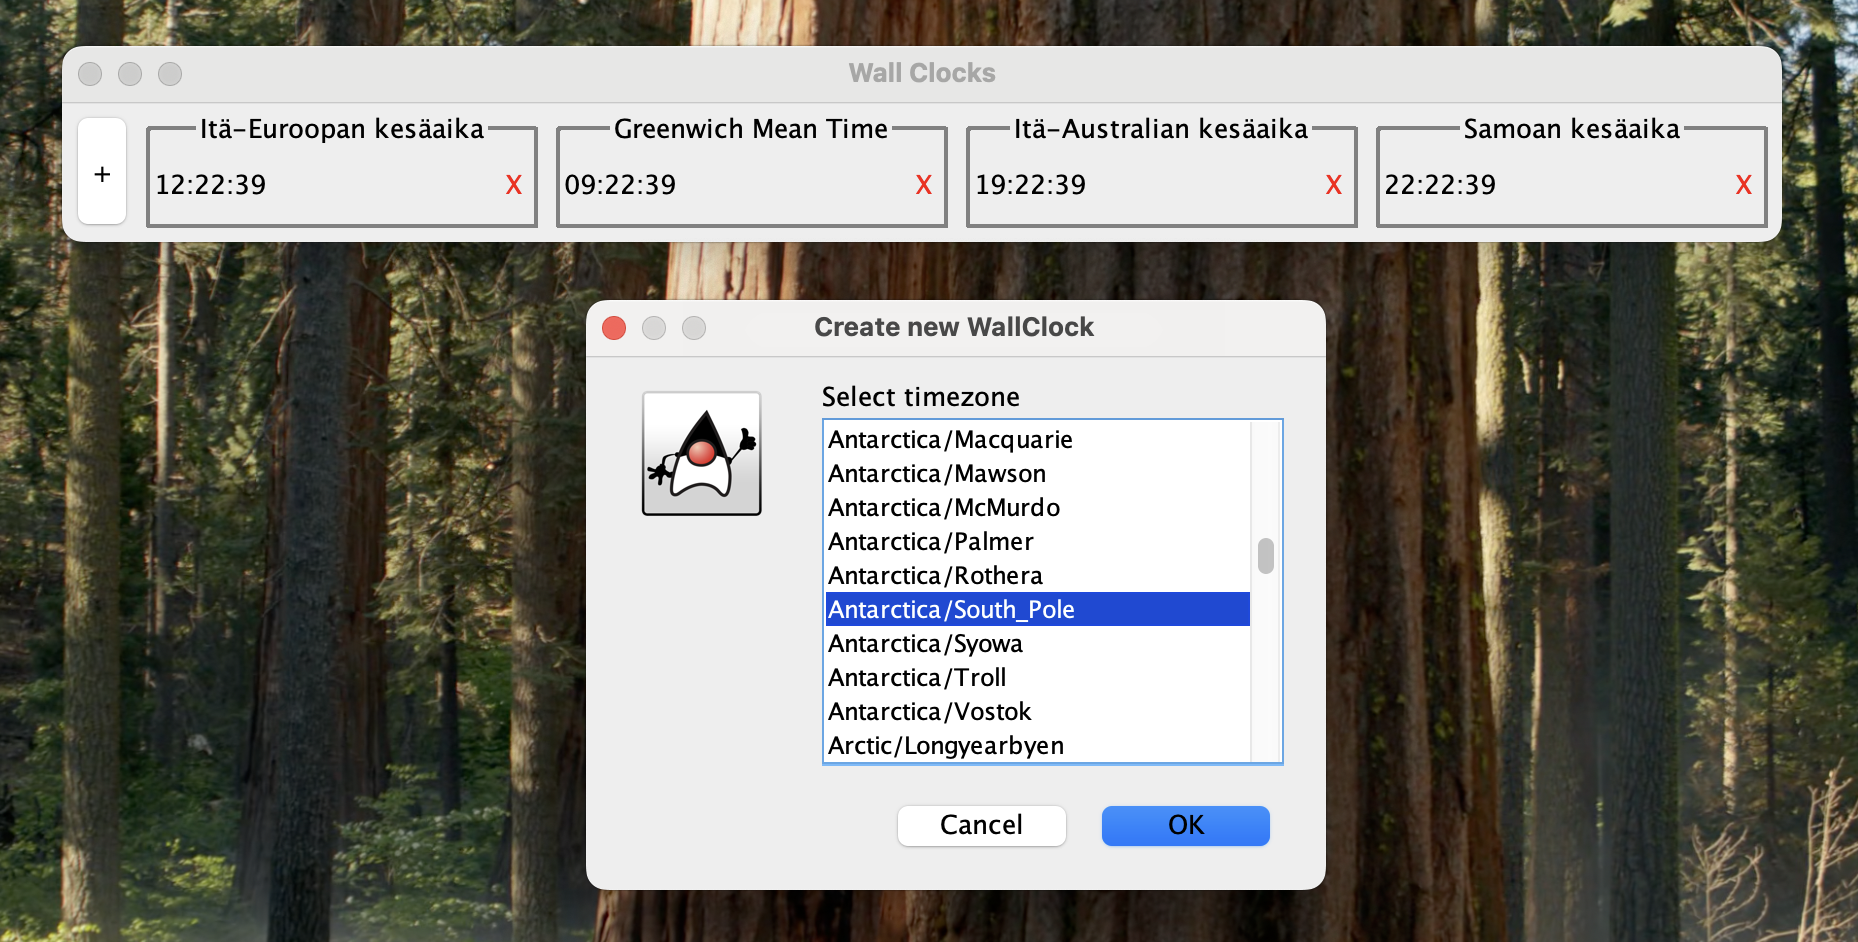 Wall Clocks
+
Itä-Euroopan kesäaika
12:22:39 X
Greenwich Mean Time
09:22:39 X
Itä-Australian kesäaika
19:22:39 X
Samoan kesäaika
22:22:39 X
Create new WallClock
Select timezone
Antarctica/Macquarie
Antarctica/Mawson
Antarctica/McMurdo
Antarctica/Palmer
Antarctica/Rothera
Antarctica/South_Pole
Antarctica/Syowa
Antarctica/Troll
Antarctica/Vostok
Arctic/Longyearbyen
Cancel
OK